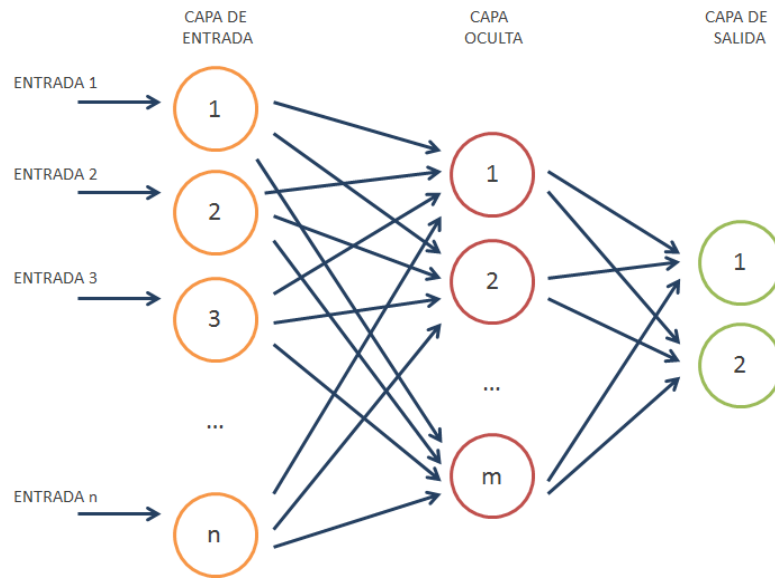 CAPA DE
ENTRADA
CAPA
OCULTA
CAPA DE
SALIDA
ENTRADA 1
1
ENTRADA 2
2
ENTRADA 3
3
...
ENTRADA n
n
1
2
...
m
1
2